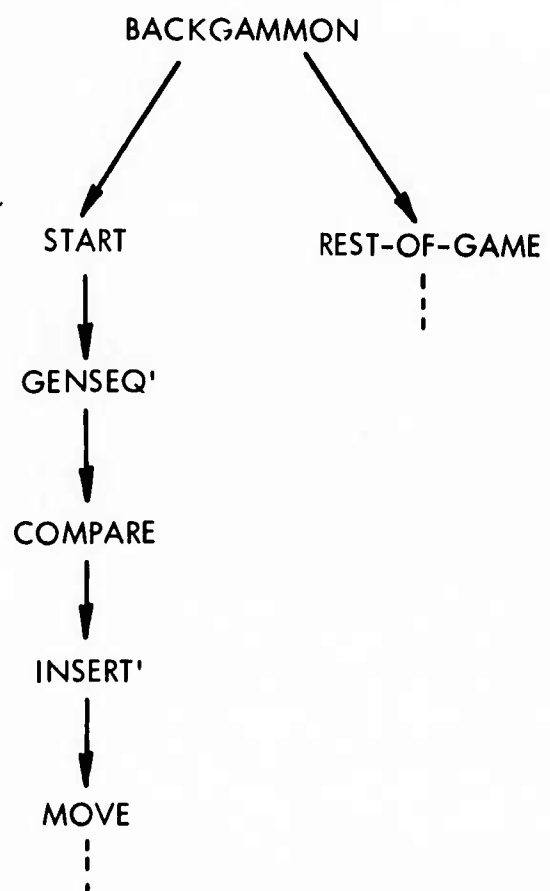 BACKGAMMON
START
REST-OF-GAME
GENSEQ'
COMPARE
INSERT'
MOVE